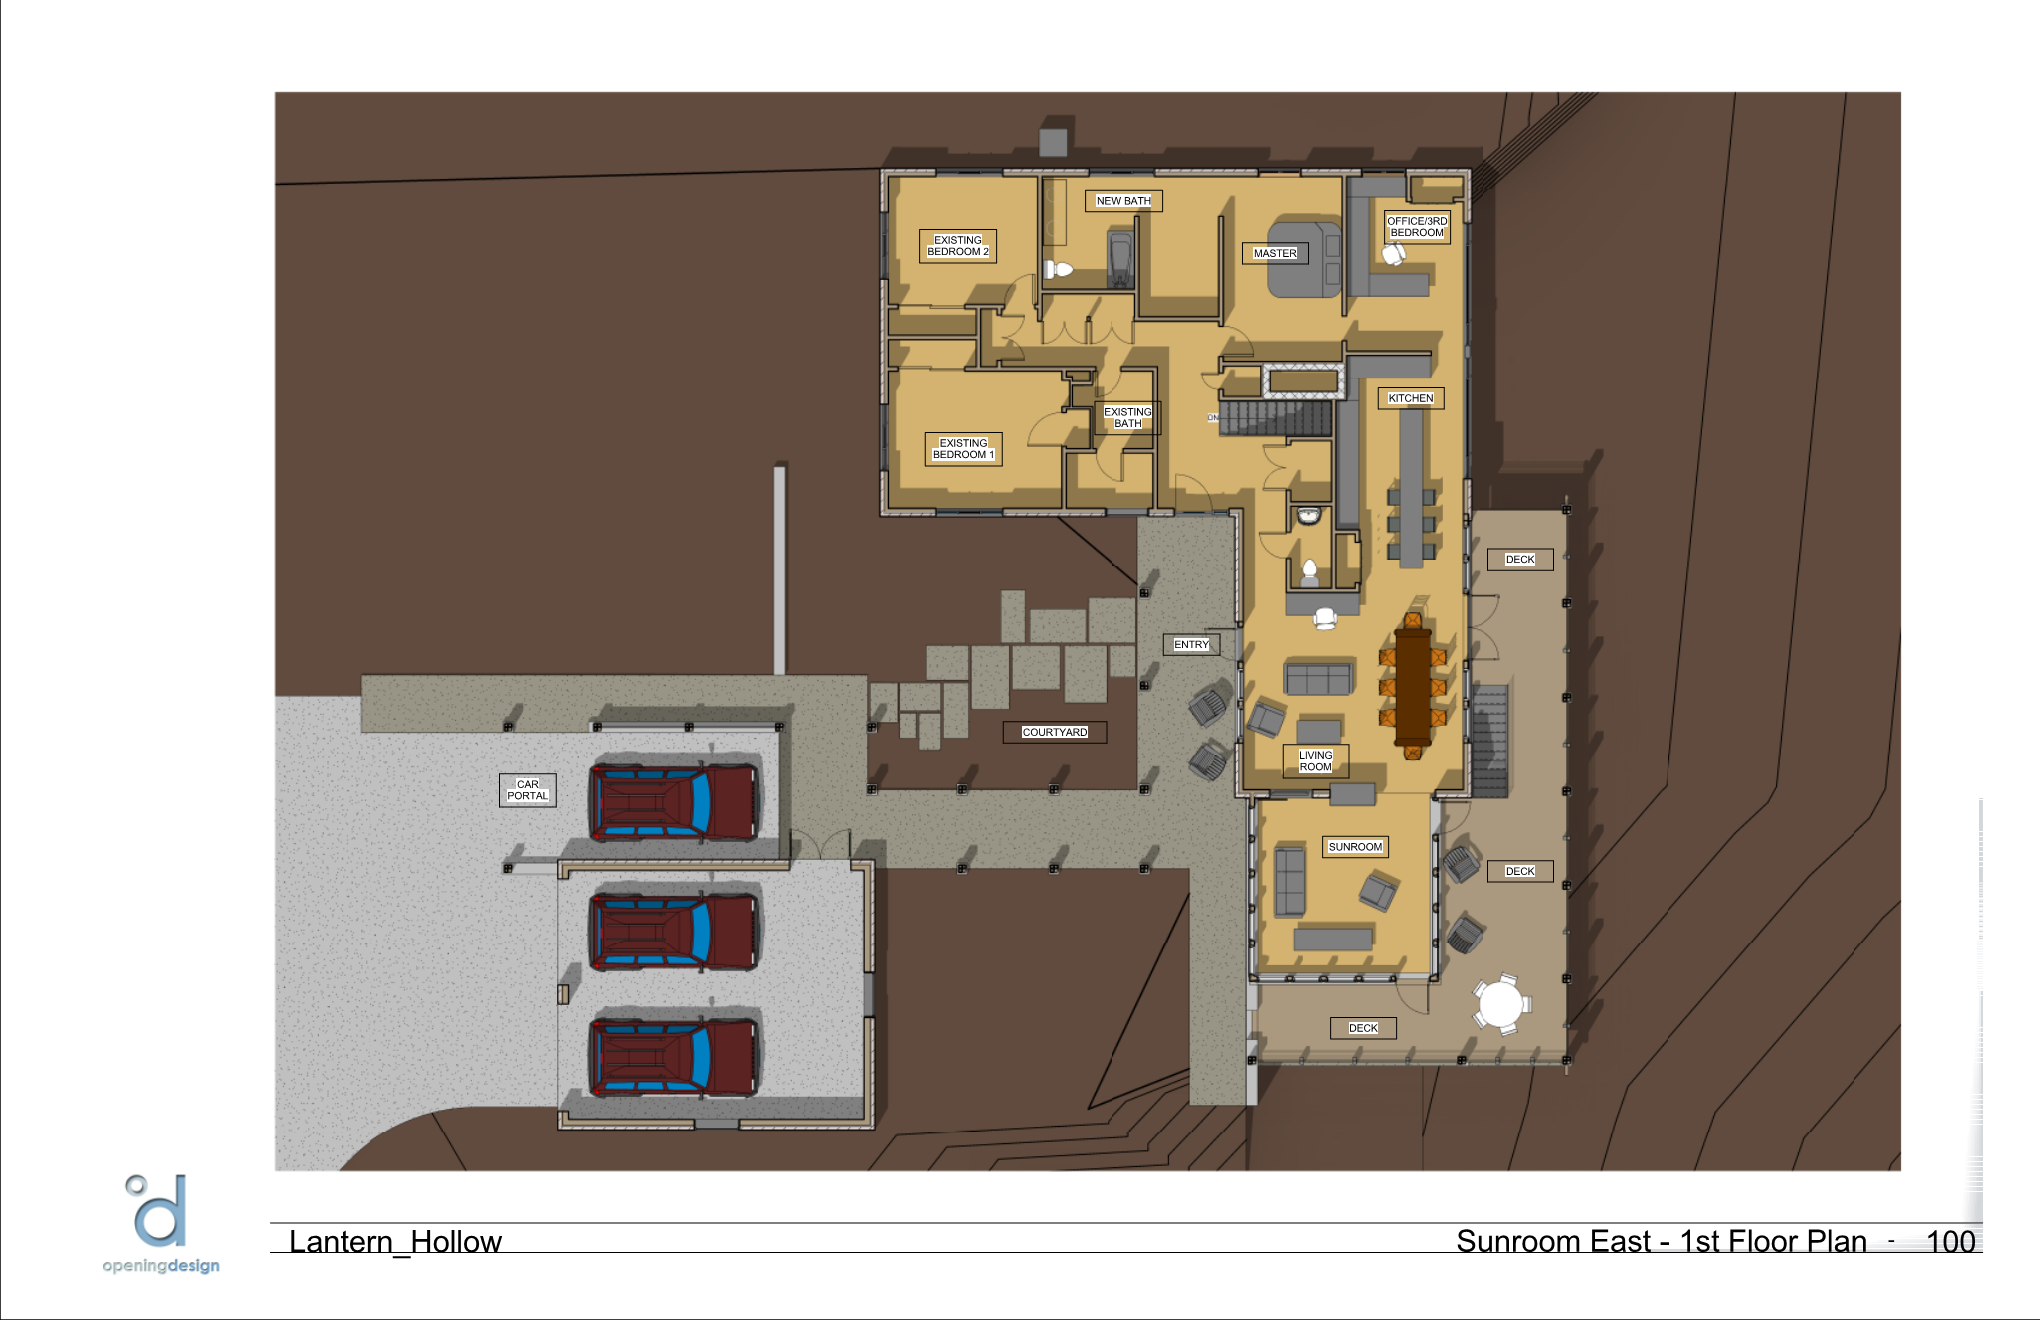 NEW BATH
OFFICE/3RD
BEDROOM
EXISTING
BEDROOM 2
MASTER
KITCHEN
EXISTING
BATH
DN
EXISTING
BEDROOM 1
DECK
ENTRY
COURTYARD
LIVING
ROOM
CAR
PORTAL
SUNROOM
DECK
DECK
openingdesign
Lantern_Hollow
Sunroom East - 1st Floor Plan - 100